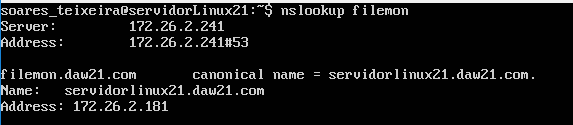 soares_teixeira@servidorLinux21:~$ nslookup filemon
Server:         172.26.2.241
Address:        172.26.2.241#53
filemon.daw21.com       canonical name = servidorlinux21.daw21.com.
Name:   servidorlinux21.daw21.com
Address: 172.26.2.181